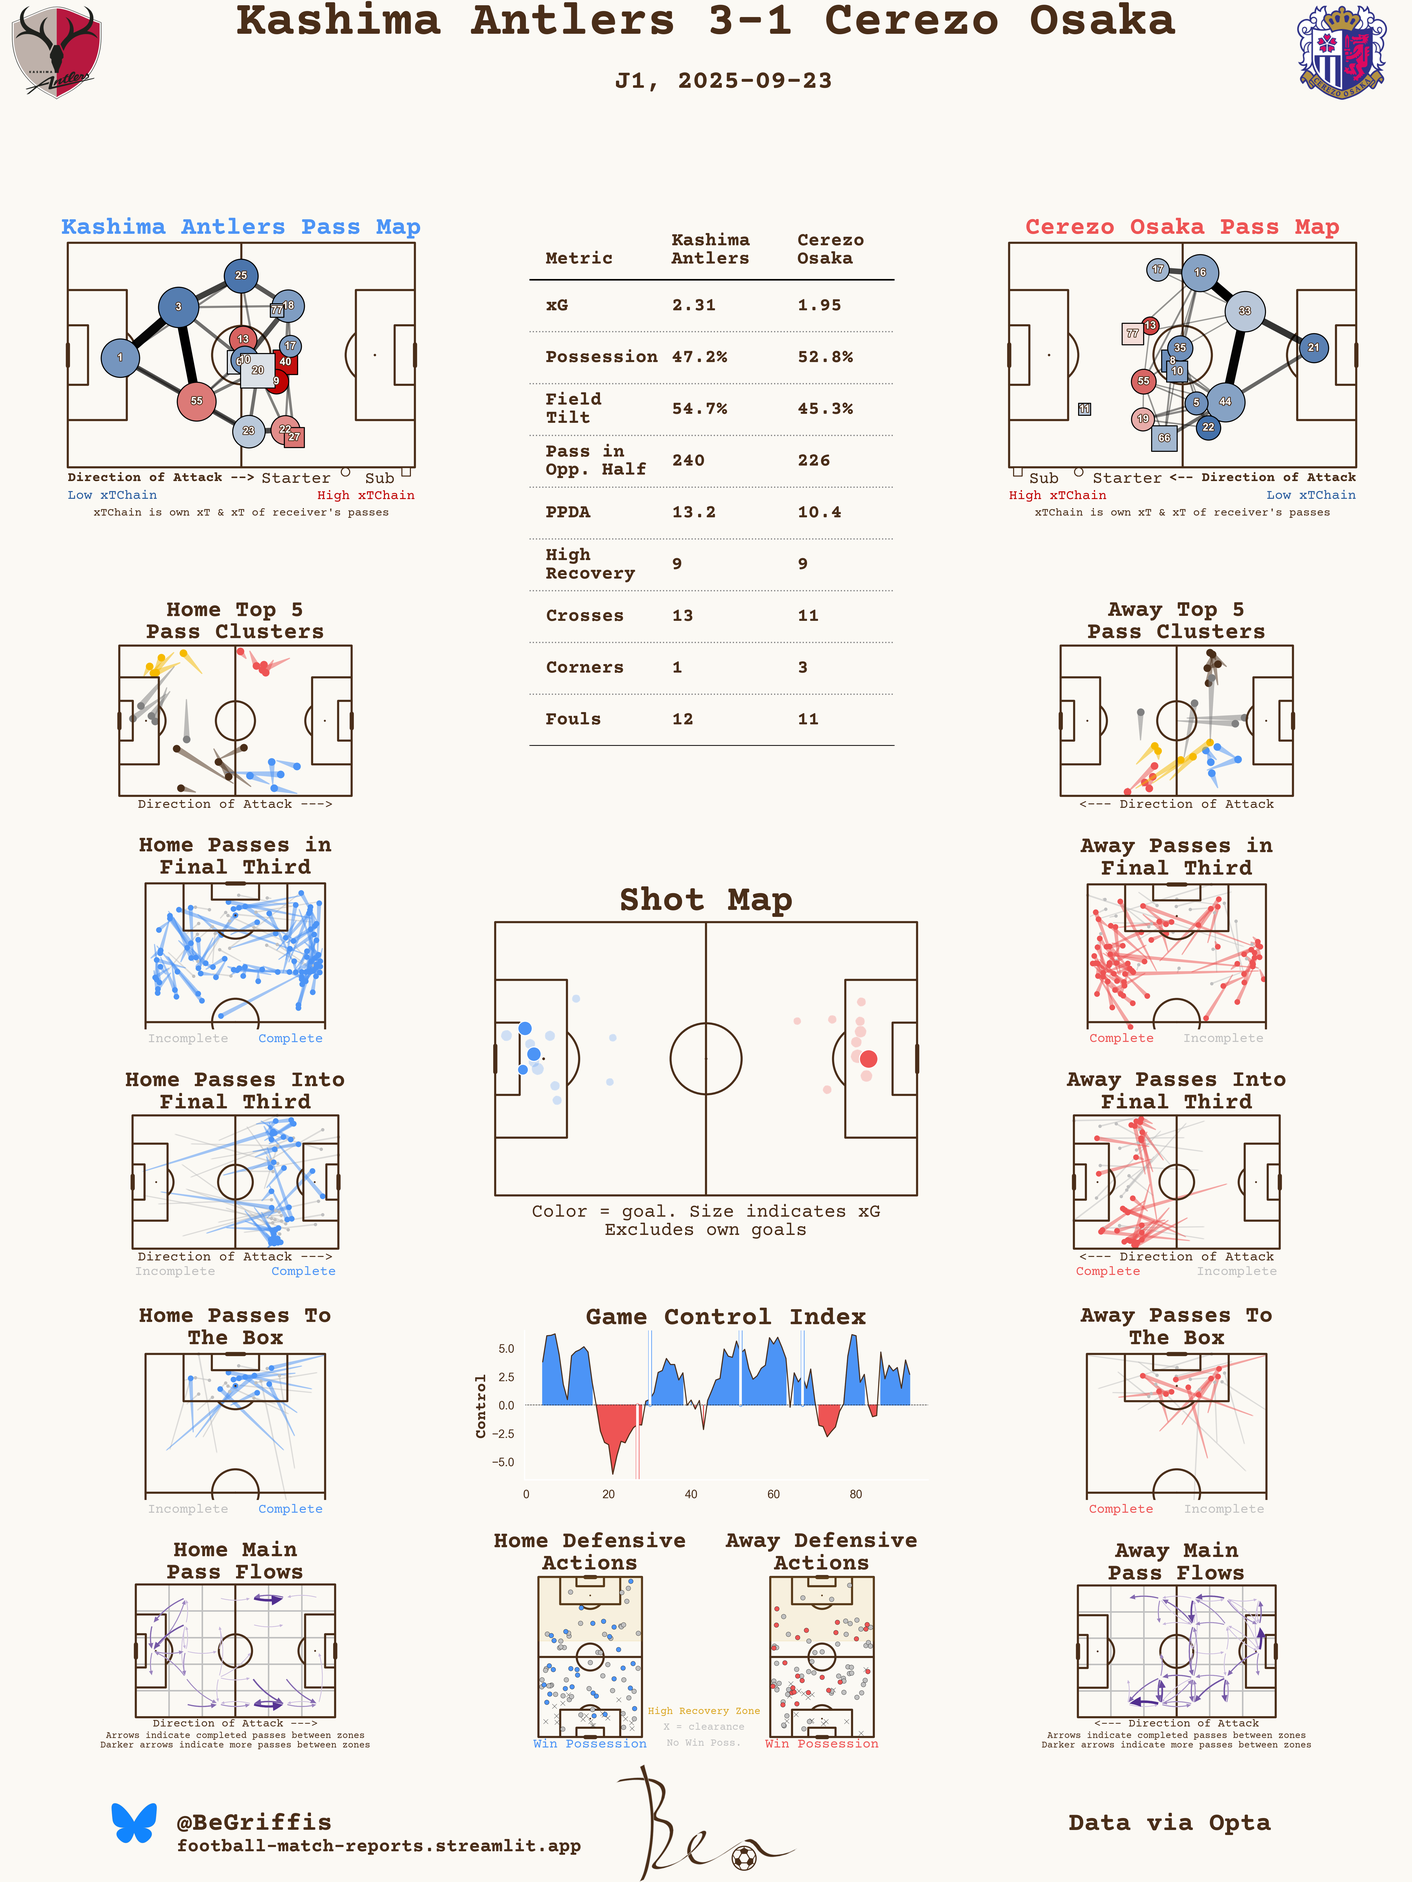 Kashima Antlers 3-1 Cerezo Osaka
J1, 2025-09-23
KASHIMA
Antlers
CEREZO OSAKA
Kashima Antlers Pass Map
25
3
77
18
13
1
17
10
6
40
20
9
55
23
22
27
Direction of Attack --> Starter Sub
Low xTChain High xTChain
xTChain is own xT & xT of receiver's passes
Metric Kashima Antlers Cerezo Osaka
xG 2.31 1.95
Possession 47.2% 52.8%
Field Tilt 54.7% 45.3%
Pass in Opp. Half 240 226
PPDA 13.2 10.4
High Recovery 9 9
Crosses 13 11
Corners 1 3
Fouls 12 11
Cerezo Osaka Pass Map
17
16
33
13
77
35
21
8
10
55
5
44
11
19
22
66
Sub Starter <-- Direction of Attack
High xTChain Low xTChain
xTChain is own xT & xT of receiver's passes
Home Top 5
Pass Clusters
Direction of Attack --->
Away Top 5
Pass Clusters
<--- Direction of Attack
Home Passes in
Final Third
Incomplete Complete
Away Passes in
Final Third
Complete Incomplete
Shot Map
Color = goal. Size indicates xG
Excludes own goals
Home Passes Into
Final Third
Direction of Attack --->
Incomplete Complete
Away Passes Into
Final Third
<--- Direction of Attack
Complete Incomplete
Home Passes To
The Box
Incomplete Complete
Game Control Index
Control
5.0
2.5
0.0
−2.5
−5.0
0 20 40 60 80
Away Passes To
The Box
Complete Incomplete
Home Main
Pass Flows
Direction of Attack --->
Arrows indicate completed passes between zones
Darker arrows indicate more passes between zones
Home Defensive
Actions
Win Possession
High Recovery Zone
X = clearance
No Win Poss.
Away Defensive
Actions
Win Possession
Away Main
Pass Flows
<--- Direction of Attack
Arrows indicate completed passes between zones
Darker arrows indicate more passes between zones
@BeGriffis
football-match-reports.streamlit.app
Ben
Data via Opta